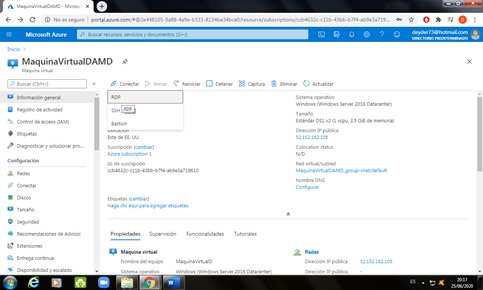 MaquinaVirtualDAMD
No es seguro | portal.azure.com/#@2a448105-9a88-4a9e-b333-8134be34bce0/resource/subscriptions/ccb4632c-c11b-43bb-b7f4-ab9e3a719...
Microsoft Azure
Buscar recursos, servicios y documentos (G+/)
deyder73@hotmail.com
DIRECTORIO PREDETERMINADO
Inicio
MaquinaVirtualDAMD
Máquina virtual
Buscar (Ctrl+/)
Conectar
Iniciar
Reiniciar
Detener
Captura
Eliminar
Actualizar
RDP
SSH
RDP
Bastion
Información general
Registro de actividad
Control de acceso (IAM)
Etiquetas
Diagnosticar y solucionar pro...
Configuración
Redes
Conectar
Discos
Tamaño
Seguridad
Recomendaciones de Advisor
Extensiones
Entrega continua
Disponibilidad y escalado
Ubicación
Este de EE. UU.
Suscripción (cambiar)
Azure subscription 1
Id. de suscripción
ccb4632c-c11b-43bb-b7f4-ab9e3a719810
Etiquetas (cambiar)
Haga clic aquí para agregar etiquetas.
Sistema operativo
Windows (Windows Server 2016 Datacenter)
Tamaño
Estándar DS1 v2 (1 vcpu, 3.5 GiB de memoria)
Dirección IP pública
52.152.162.105
Colocation status
N/D
Red virtual/subred
MaquinaVirtualDAMD_group-vnet/default
Nombre DNS
Configurar
Propiedades
Supervisión
Funcionalidades
Tutoriales
Máquina virtual
Nombre del equipo
MaquinaVirtualD
Sistema operativo
Windows (Windows Server 2016 Datacenter)
Redes
Dirección IP pública
52.152.162.105
Dirección IP pública
-
ES
20:17
25/06/2020